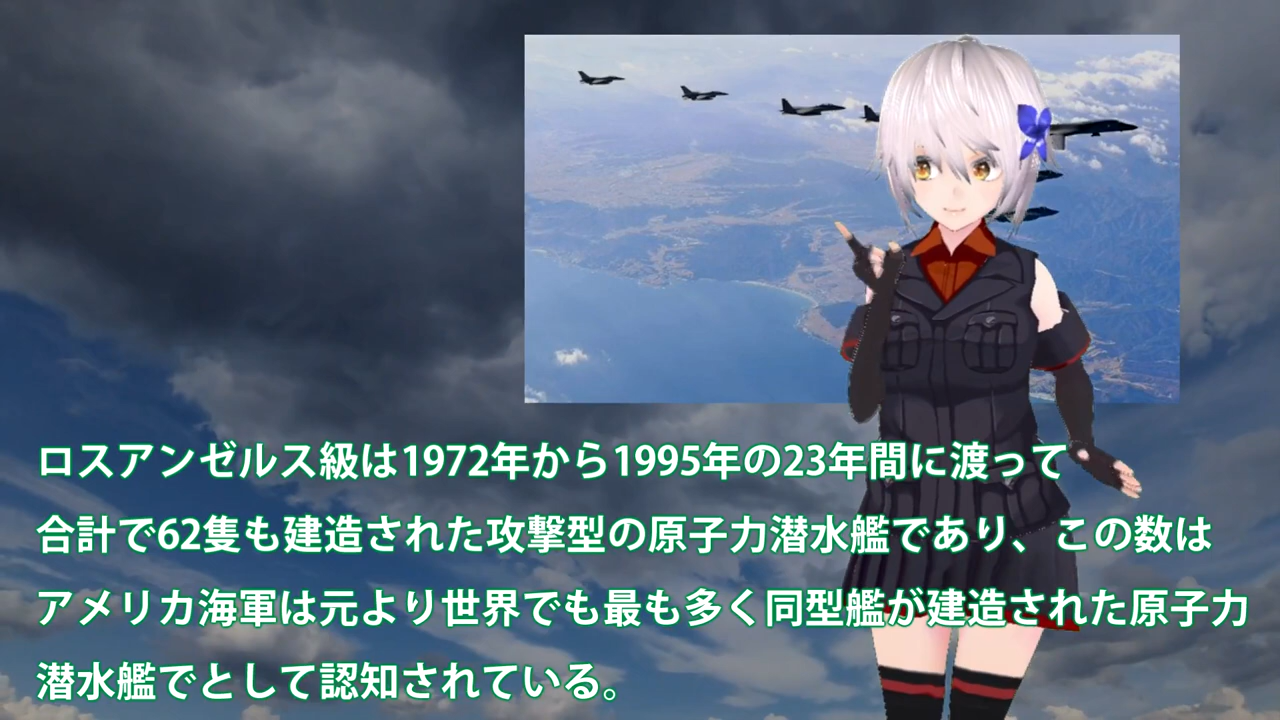 ロスアンゼルス級は1972年から1995年の23年間に渡って
合計で62隻も建造された攻撃型の原子力潜水艦であり、この数は
アメリカ海軍は元より世界でも最も多く同型艦が建造された原子力
潜水艦でとして認知されている。